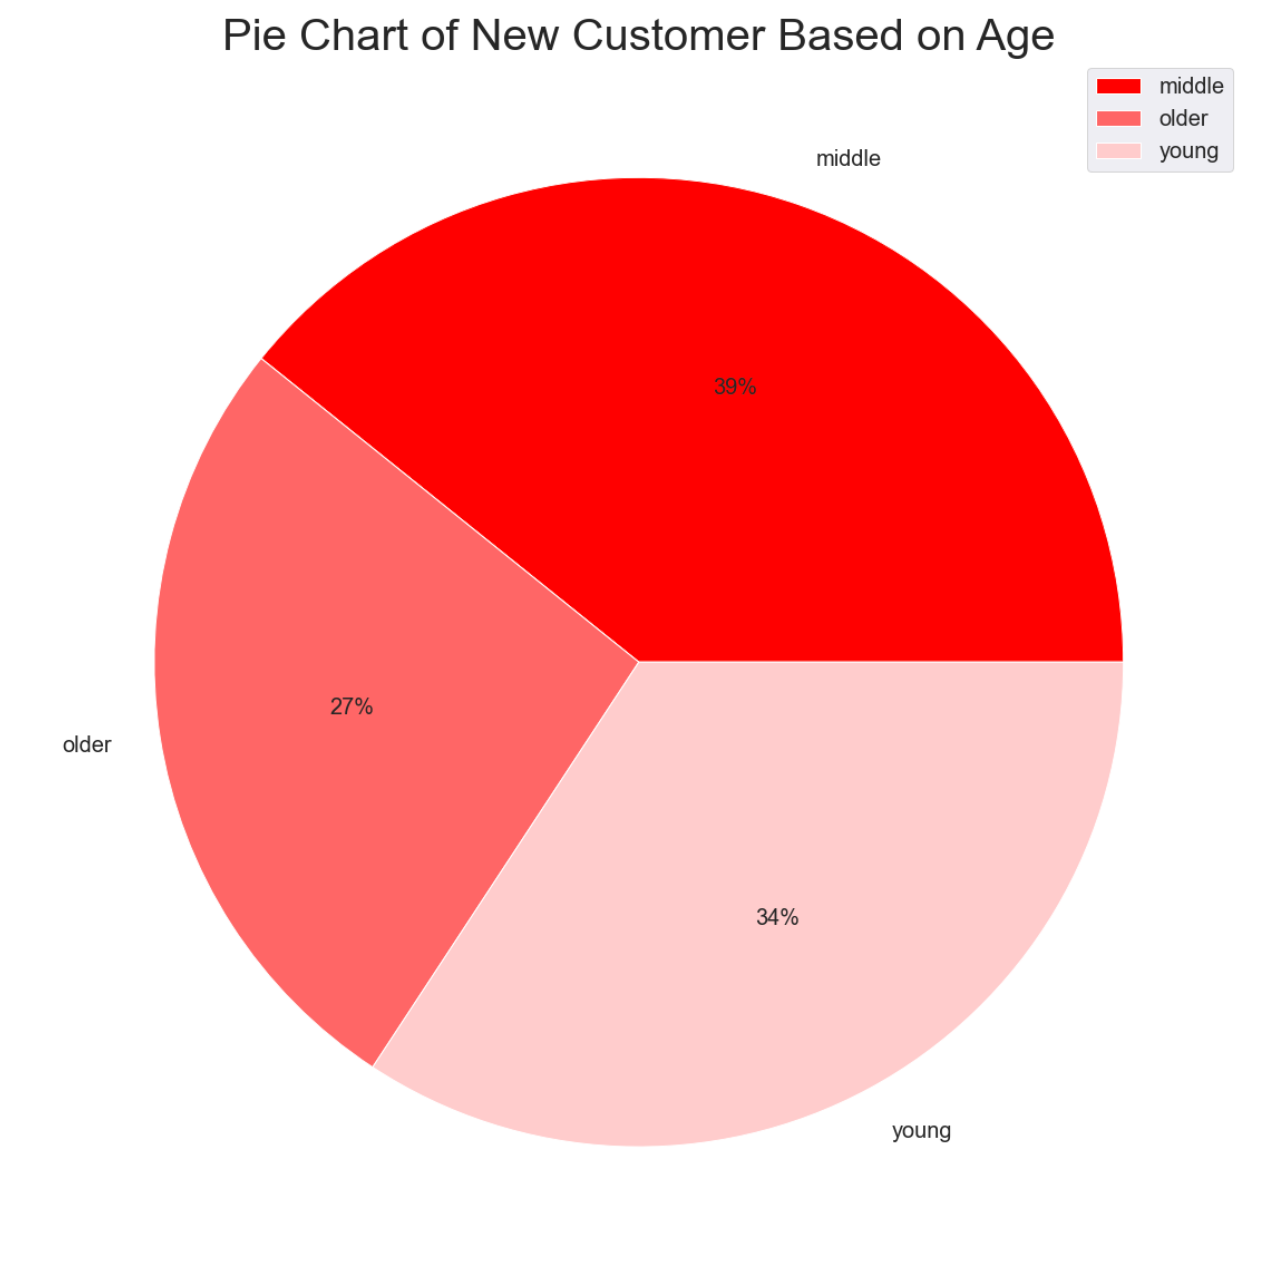 Pie Chart of New Customer Based on Age
middle
older
young
middle
39%
27%
older
34%
young